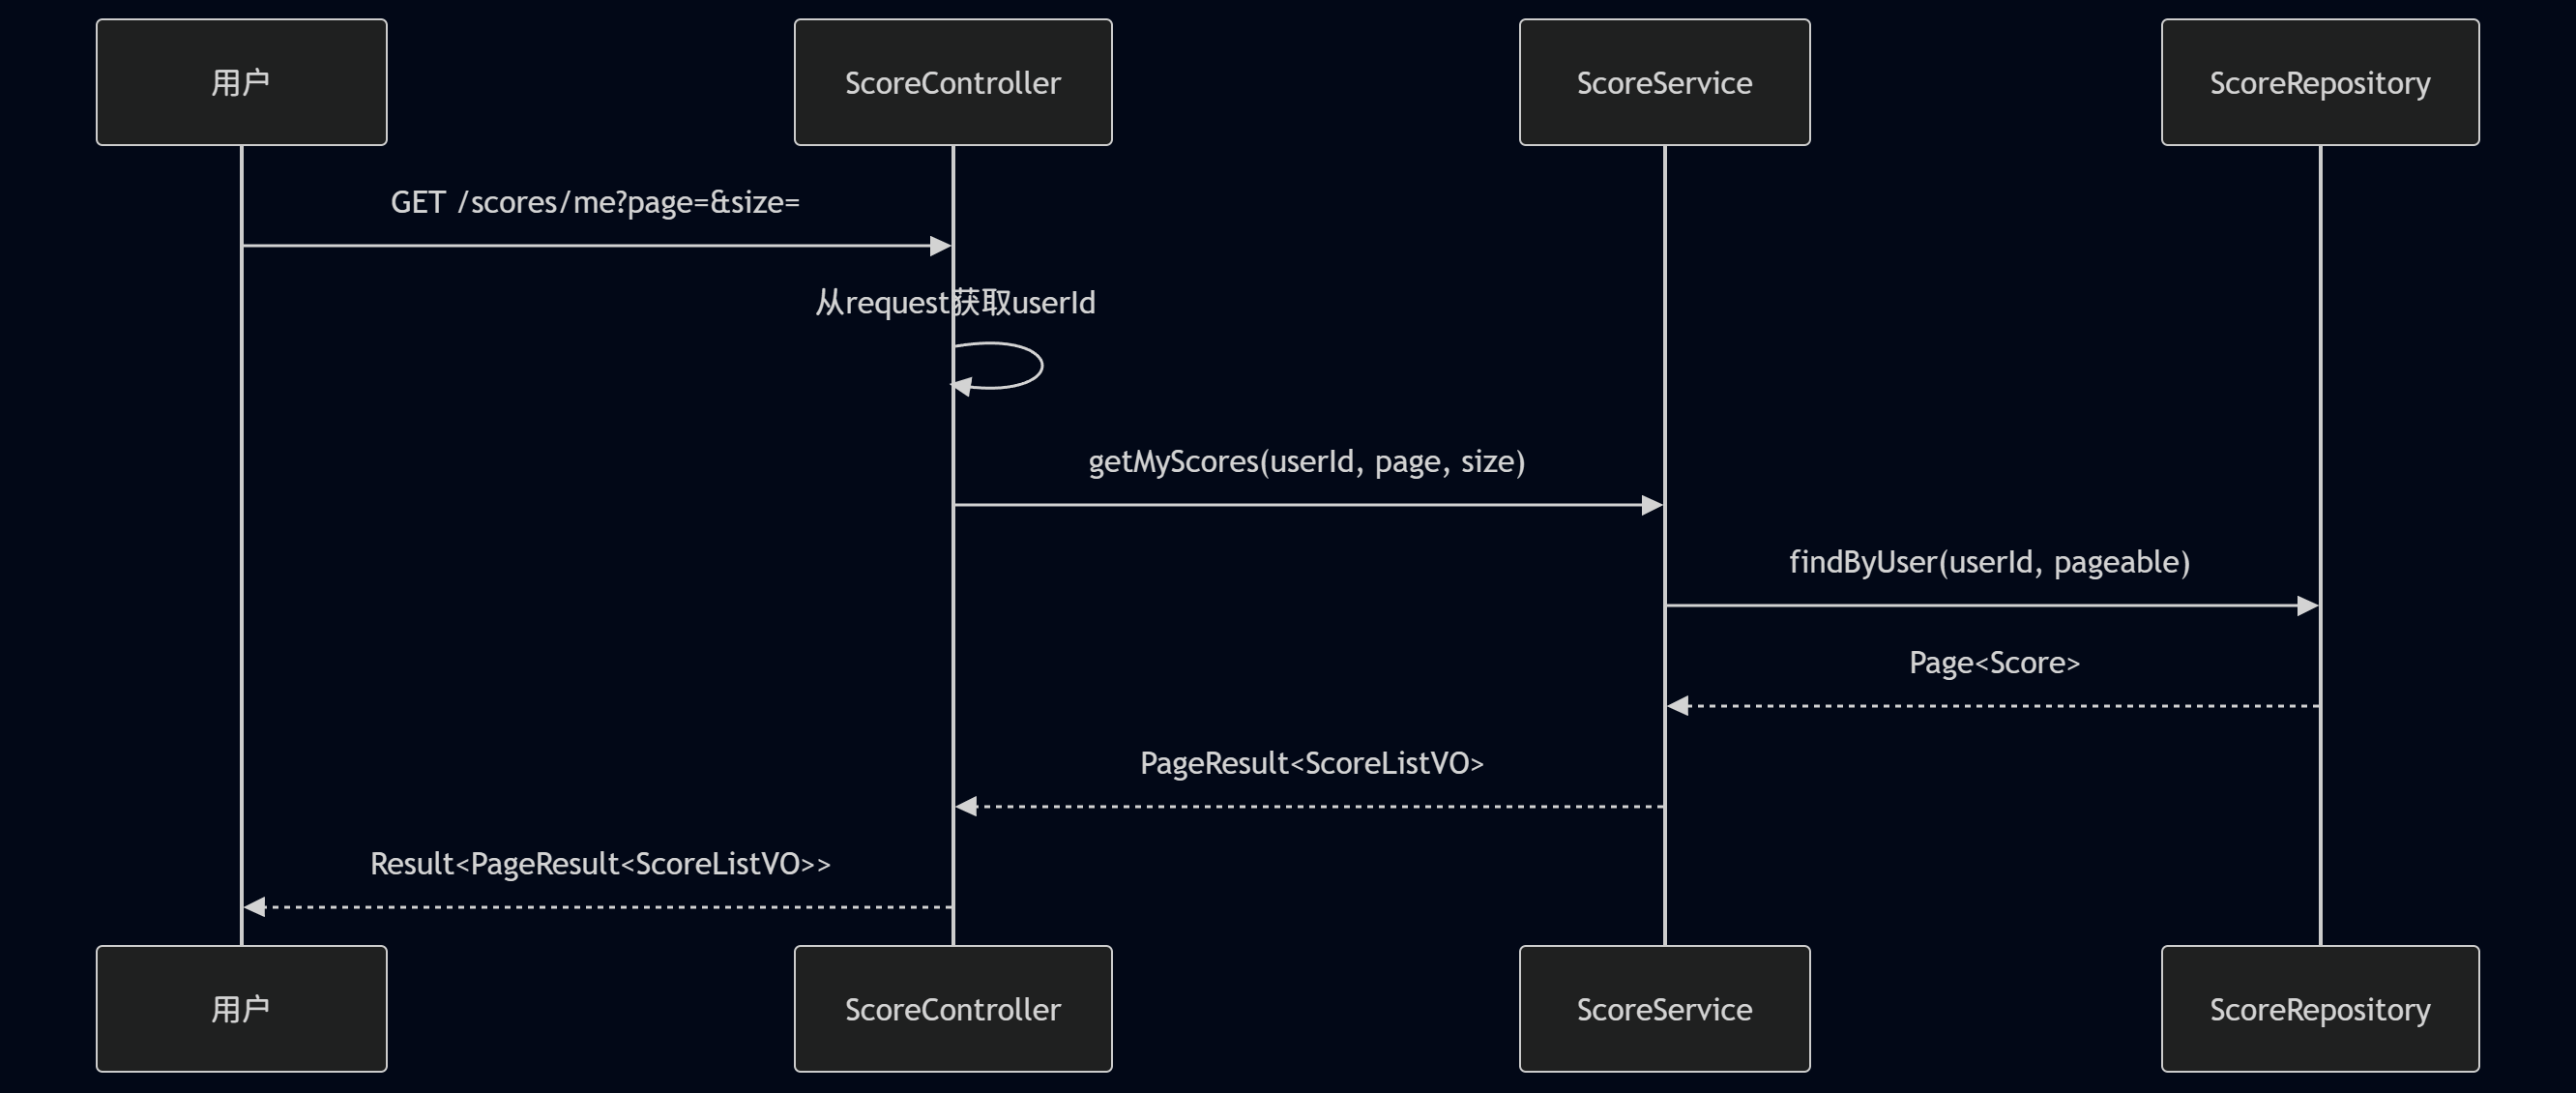 用户
ScoreController
ScoreService
ScoreRepository
GET /scores/me?page=&size=
从request获取userId
getMyScores(userId, page, size)
findByUser(userId, pageable)
Page<Score>
PageResult<ScoreListVO>
Result<PageResult<ScoreListVO>>
用户
ScoreController
ScoreService
ScoreRepository